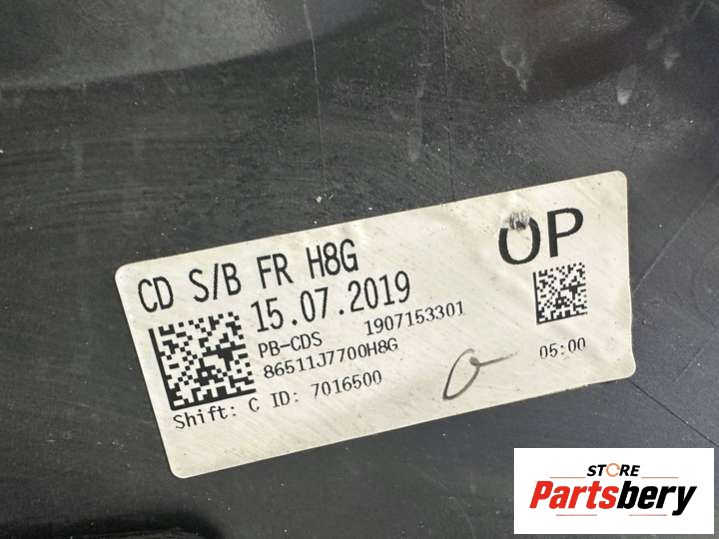 CD S/B FR H8G
OP
15.07.2019
PB-CDS 1907153301
86511J7700H8G
05:00
Shift: C ID: 7016500
STORE
Partsbery